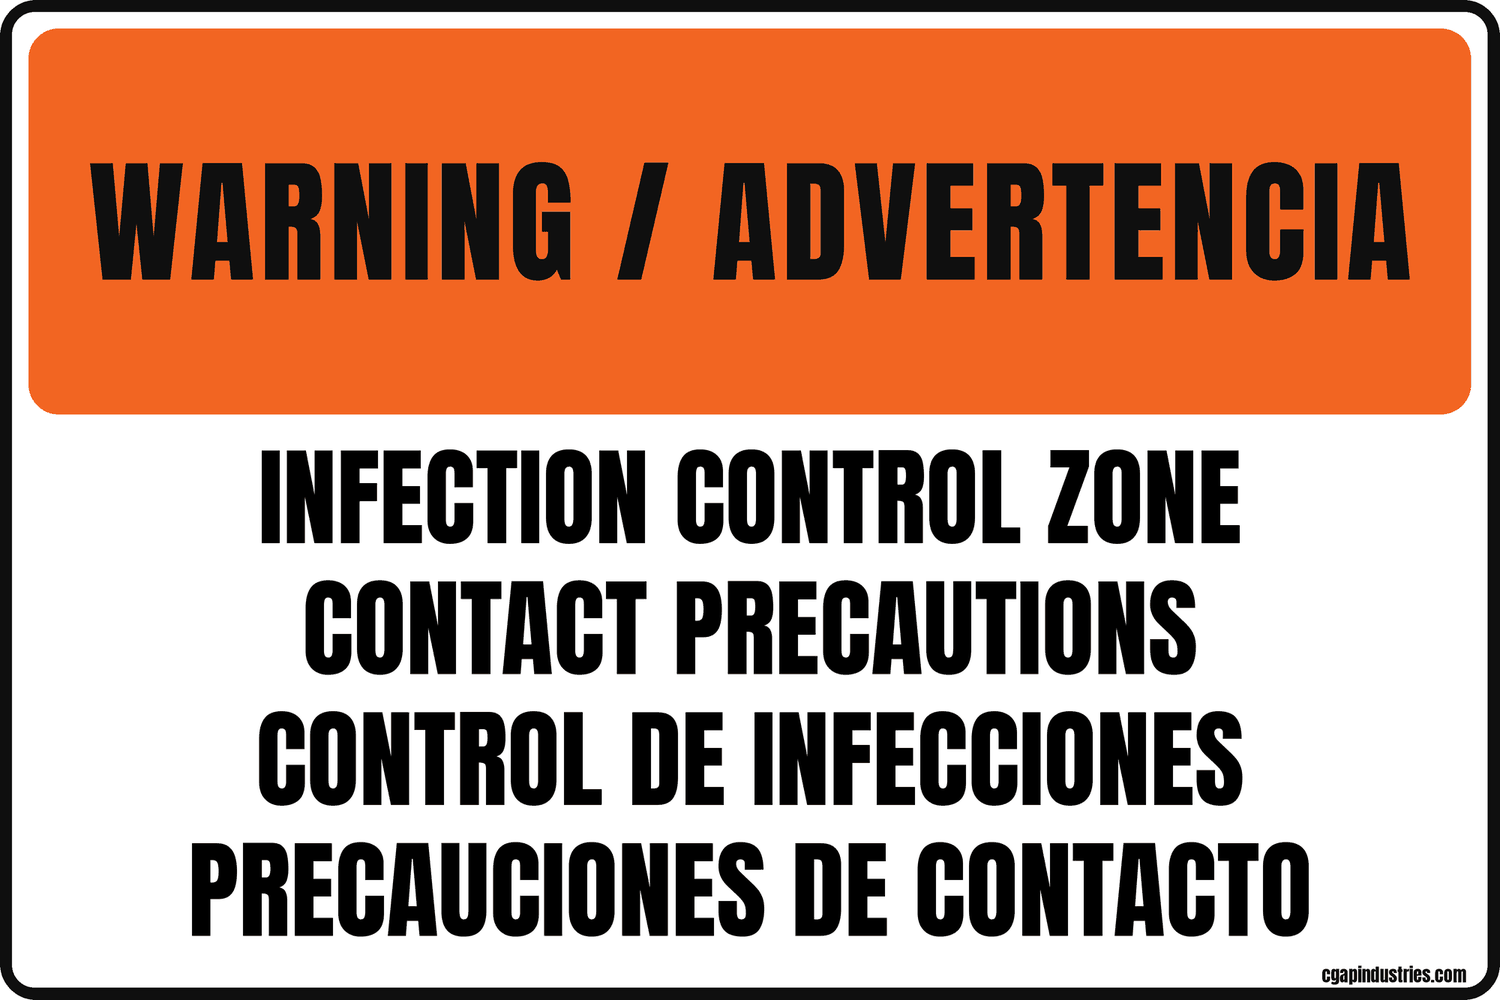 WARNING / ADVERTENCIA
INFECTION CONTROL ZONE
CONTACT PRECAUTIONS
CONTROL DE INFECCIONES
PRECAUCIONES DE CONTACTO
cgapindustries.com